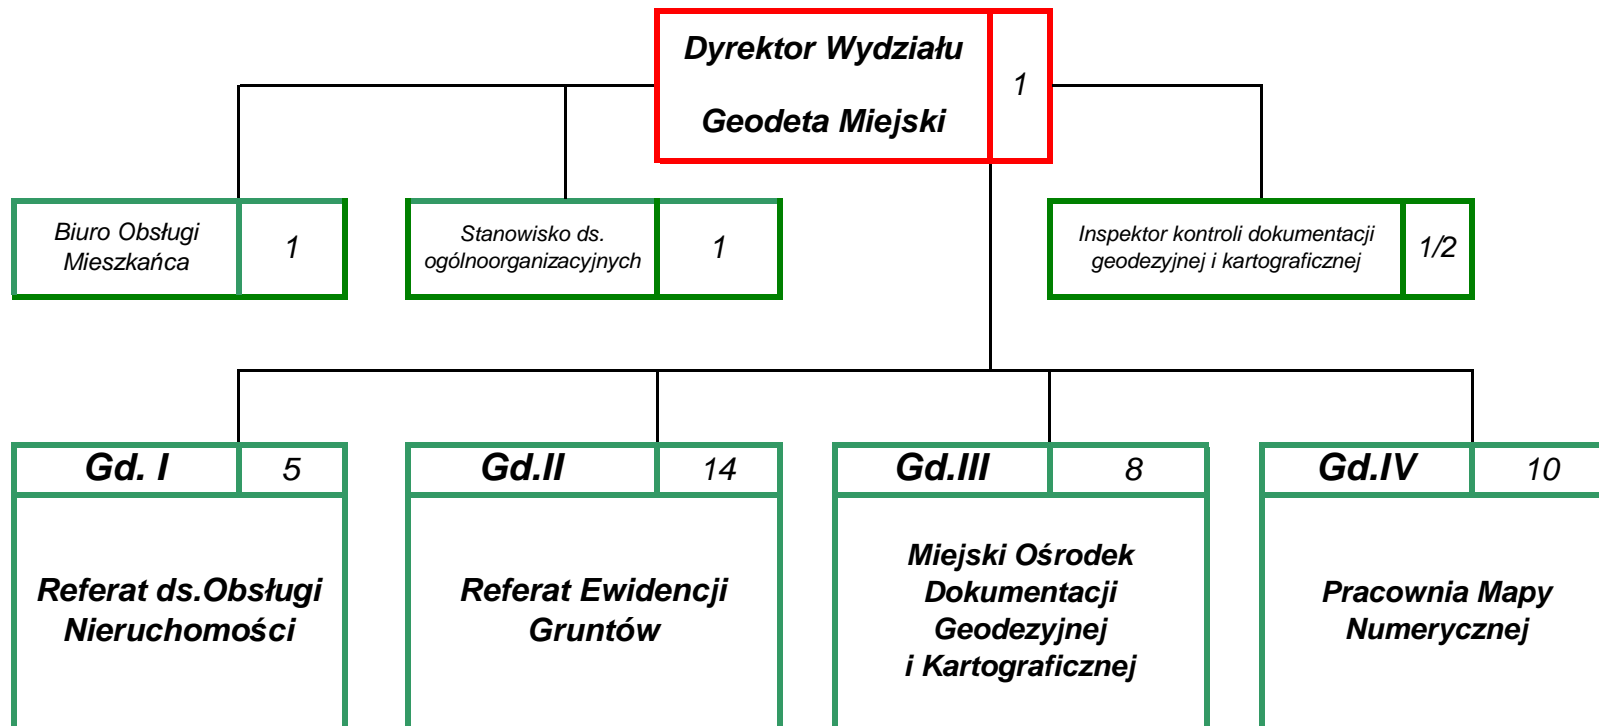 Dyrektor Wydziału
Geodeta Miejski
1
Biuro Obsługi
Mieszkańca
1
Stanowisko ds.
ogólnoorganizacyjnych
1
Inspektor kontroli dokumentacji
geodezyjnej i kartograficznej
1/2
Gd. I
5
Referat ds.Obsługi
Nieruchomości
Gd.II
14
Referat Ewidencji
Gruntów
Gd.III
8
Miejski Ośrodek
Dokumentacji
Geodezyjnej
i Kartograficznej
Gd.IV
10
Pracownia Mapy
Numerycznej